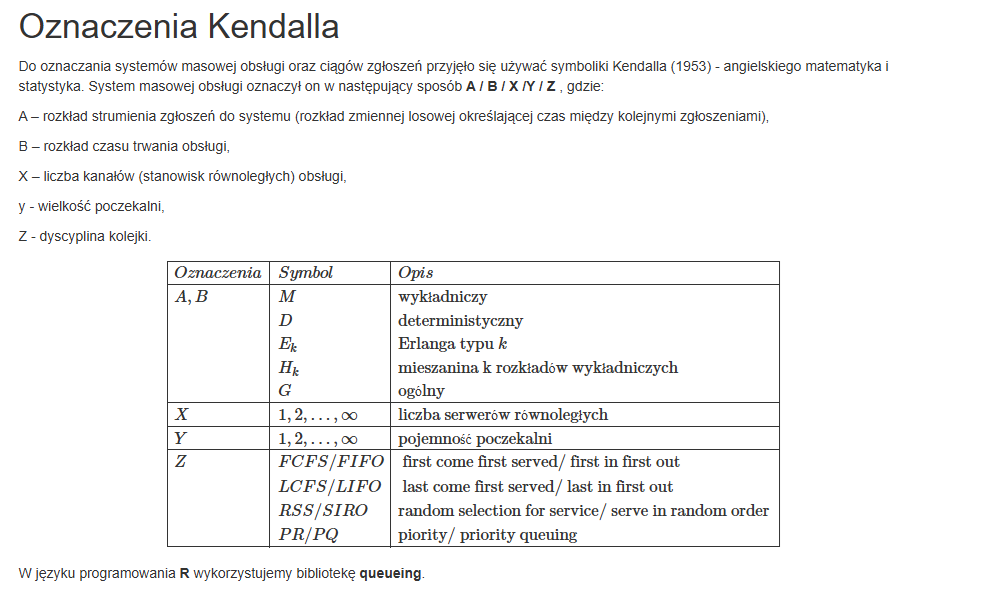 Oznaczenia Kendalla
Do oznaczania systemów masowej obsługi oraz ciągów zgłoszeń przyjęło się używać symboliki Kendalla (1953) - angielskiego matematyka i
statystyka. System masowej obsługi oznaczył on w następujący sposób A / B / X /Y / Z , gdzie:
A – rozkład strumienia zgłoszeń do systemu (rozkład zmiennej losowej określającej czas między kolejnymi zgłoszeniami),
B – rozkład czasu trwania obsługi,
X – liczba kanałów (stanowisk równoległych) obsługi,
y - wielkość poczekalni,
Z - dyscyplina kolejki.
Oznaczenia Symbol Opis
A, B M wykładniczy
D deterministyczny
E_k Erlanga typu k
H_k mieszanina k rozkładów wykładniczych
G ogólny
X 1, 2, ..., ∞ liczba serwerów równoległych
Y 1, 2, ..., ∞ pojemność poczekalni
Z FCFS/FIFO first come first served/ first in first out
LCFS/LIFO last come first served/ last in first out
RSS/SIRO random selection for service/ serve in random order
PR/PQ piority/ priority queuing
W języku programowania R wykorzystujemy bibliotekę queueing.